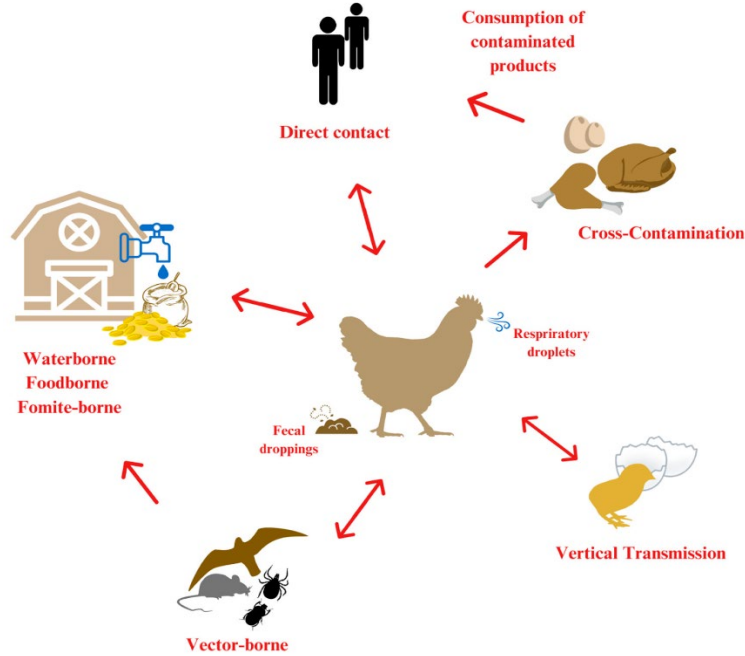 Consumption of
contaminated
products
Direct contact
Cross-Contamination
Respriratory
droplets
Waterborne
Foodborne
Fomite-borne
Fecal
droppings
Vertical Transmission
Vector-borne